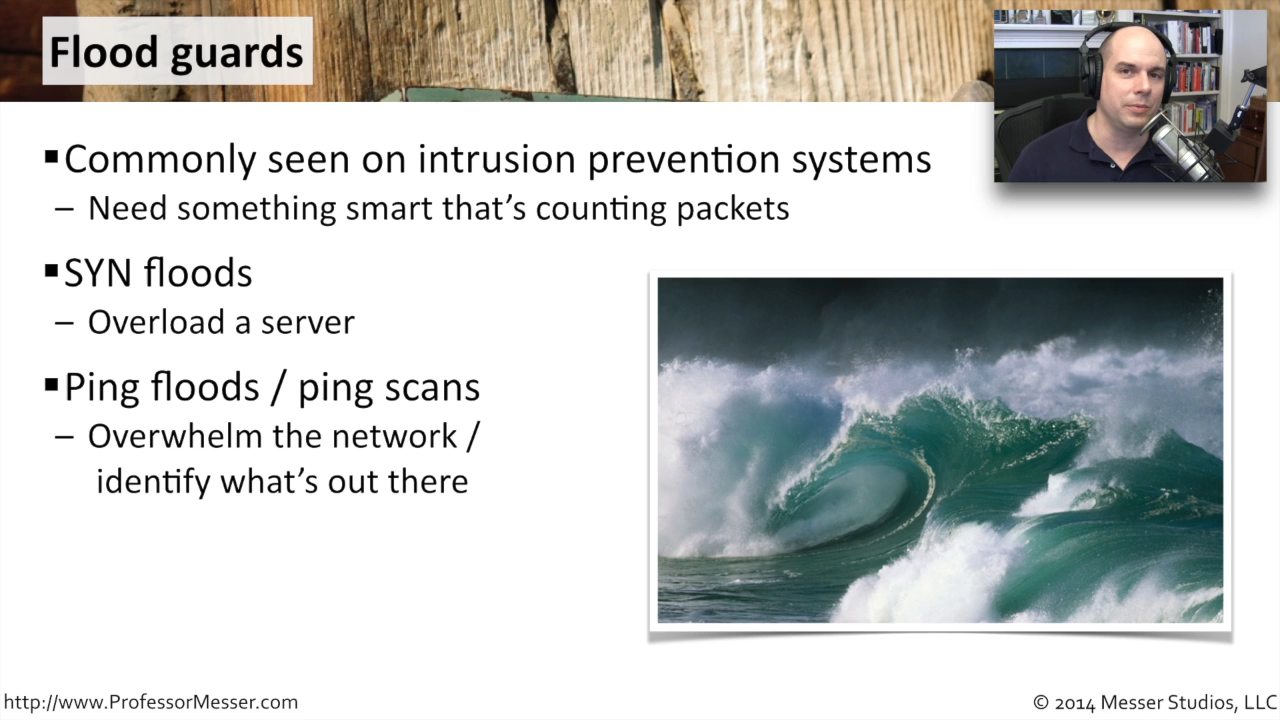 Flood guards
▪Commonly seen on intrusion prevention systems
– Need something smart that's counting packets
▪SYN floods
– Overload a server
▪Ping floods / ping scans
– Overwhelm the network /
identify what's out there
http://www.ProfessorMesser.com
© 2014 Messer Studios, LLC